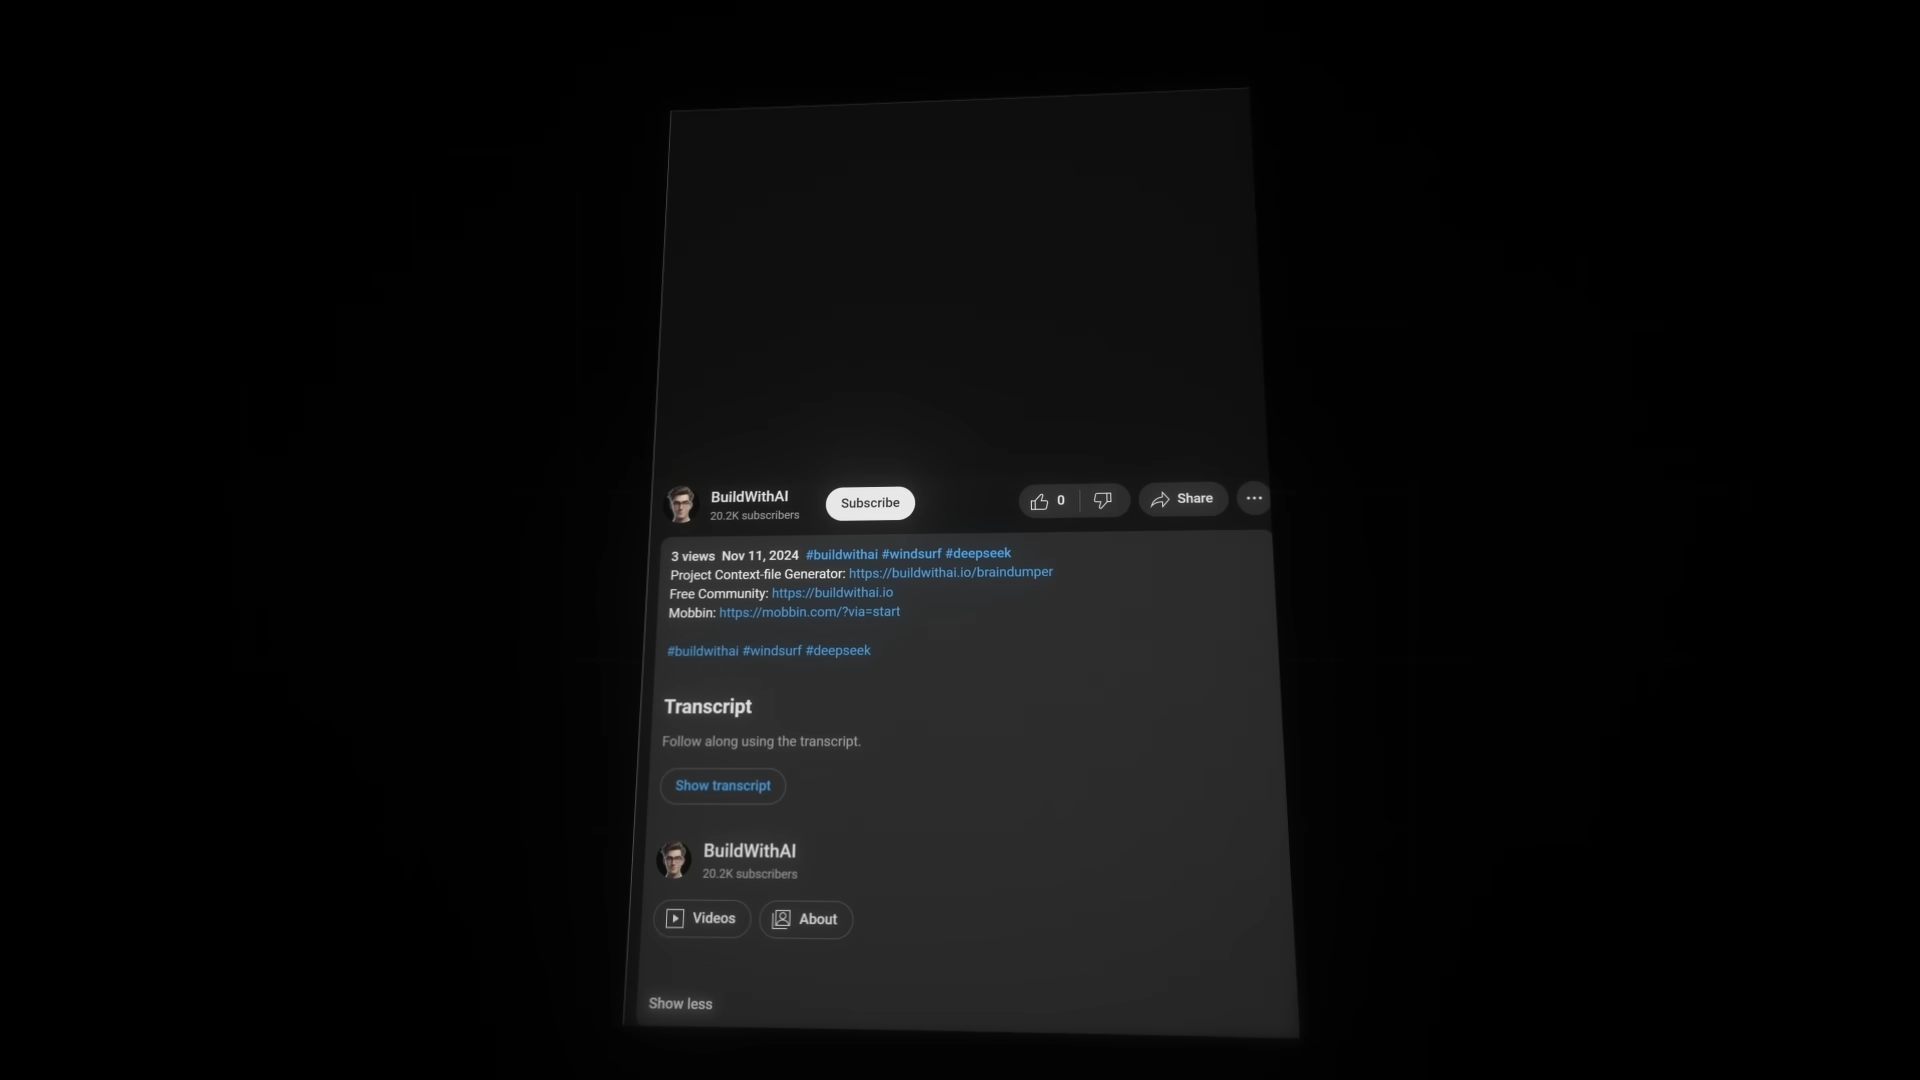 BuildWithAI
20.2K subscribers
Subscribe
0
Share
3 views Nov 11, 2024 #buildwithai #windsurf #deepseek
Project Context-file Generator: https://buildwithai.io/braindumper
Free Community: https://buildwithai.io
Mobbin: https://mobbin.com/?via=start
#buildwithai #windsurf #deepseek
Transcript
Follow along using the transcript.
Show transcript
BuildWithAI
20.2K subscribers
Videos
About
Show less